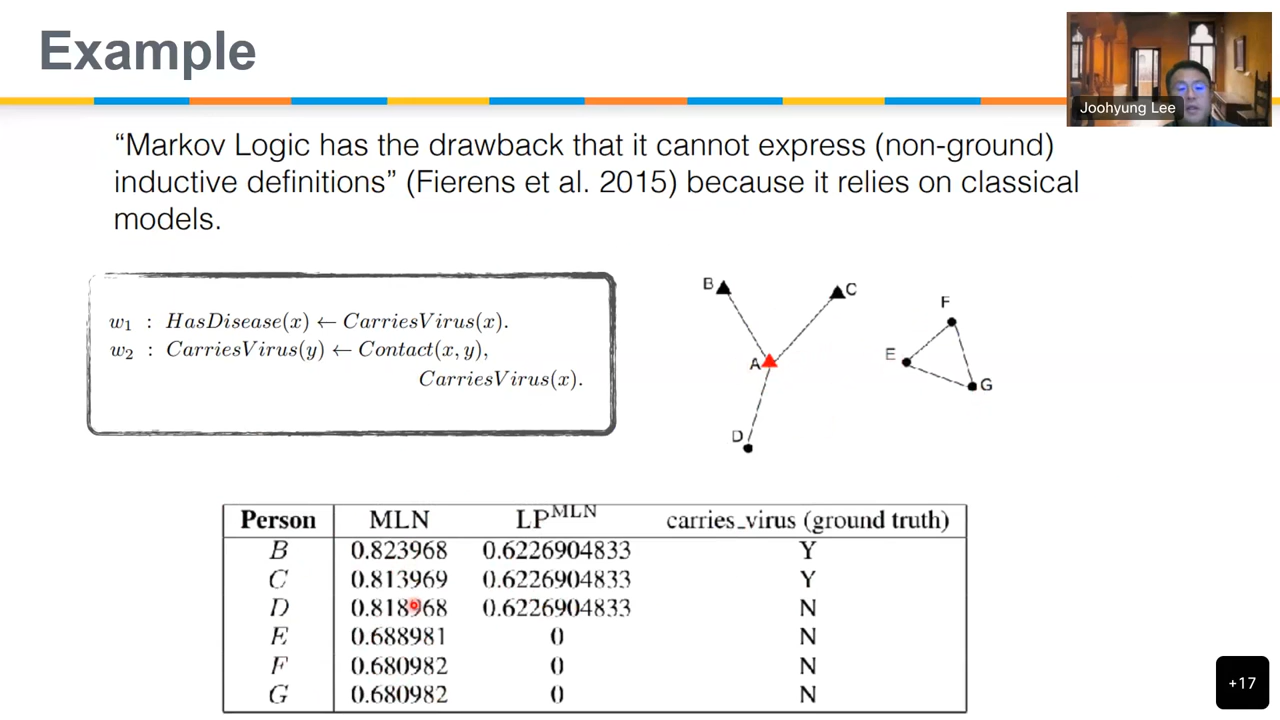 Example
Joohyung Lee
“Markov Logic has the drawback that it cannot express (non-ground)
inductive definitions” (Fierens et al. 2015) because it relies on classical
models.
w₁ : HasDisease(x) ← CarriesVirus(x).
w₂ : CarriesVirus(y) ← Contact(x, y),
CarriesVirus(x).
B
C
A
D
F
E
G
Person MLN LP^MLN carries_virus (ground truth)
B 0.823968 0.6226904833 Y
C 0.813969 0.6226904833 Y
D 0.818968 0.6226904833 N
E 0.688981 0 N
F 0.680982 0 N
G 0.680982 0 N
+17